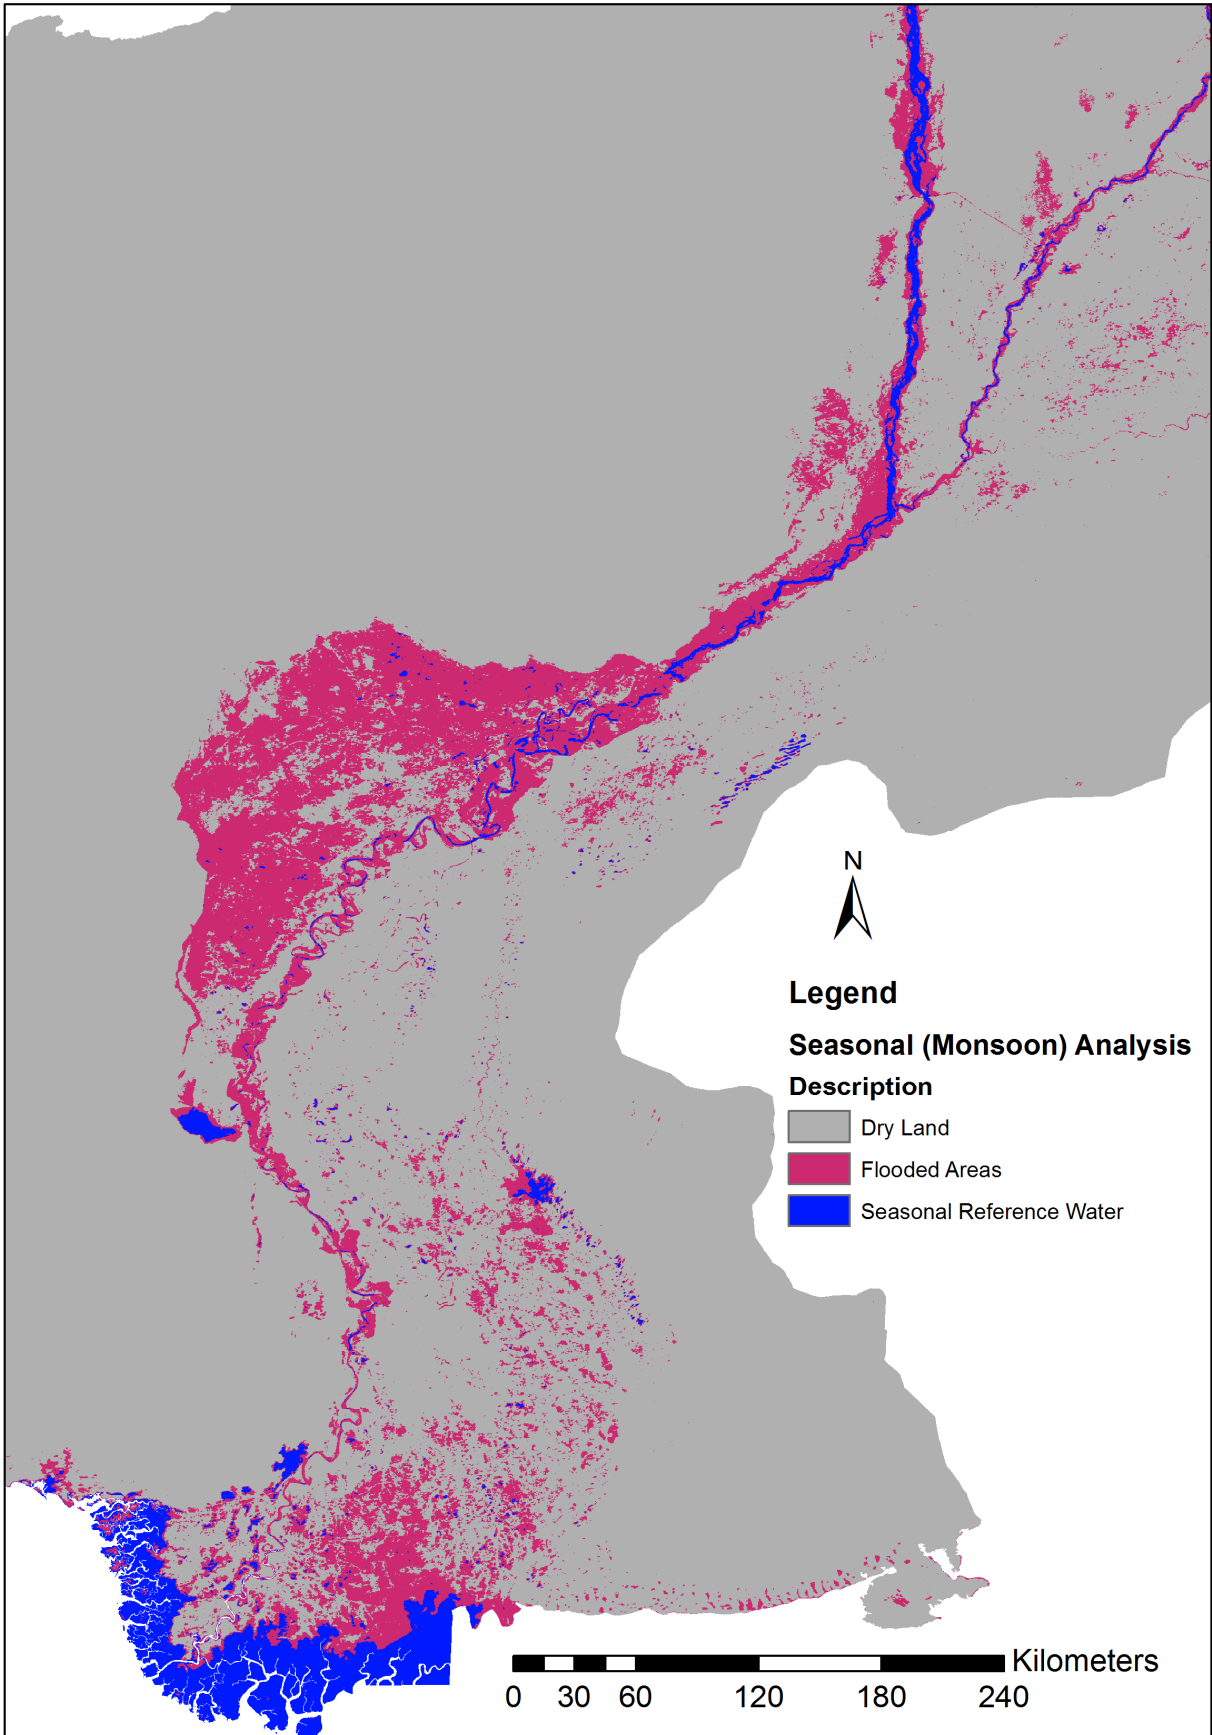 N
Legend
Seasonal (Monsoon) Analysis
Description
Dry Land
Flooded Areas
Seasonal Reference Water
Kilometers
0 30 60 120 180 240